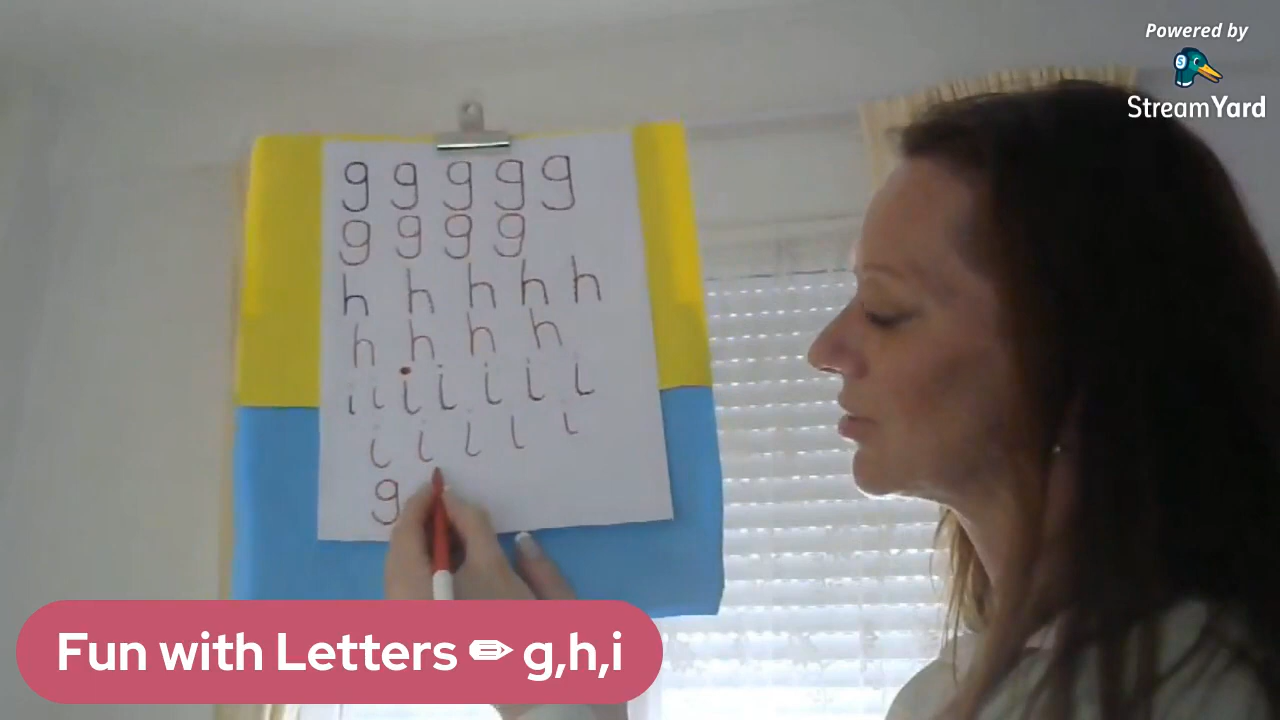 Powered by
StreamYard
g g g g g
g g g g
h h h h h
h h h h
i i i i i i i
i i i i i
g
Fun with Letters ✏ g,h,i